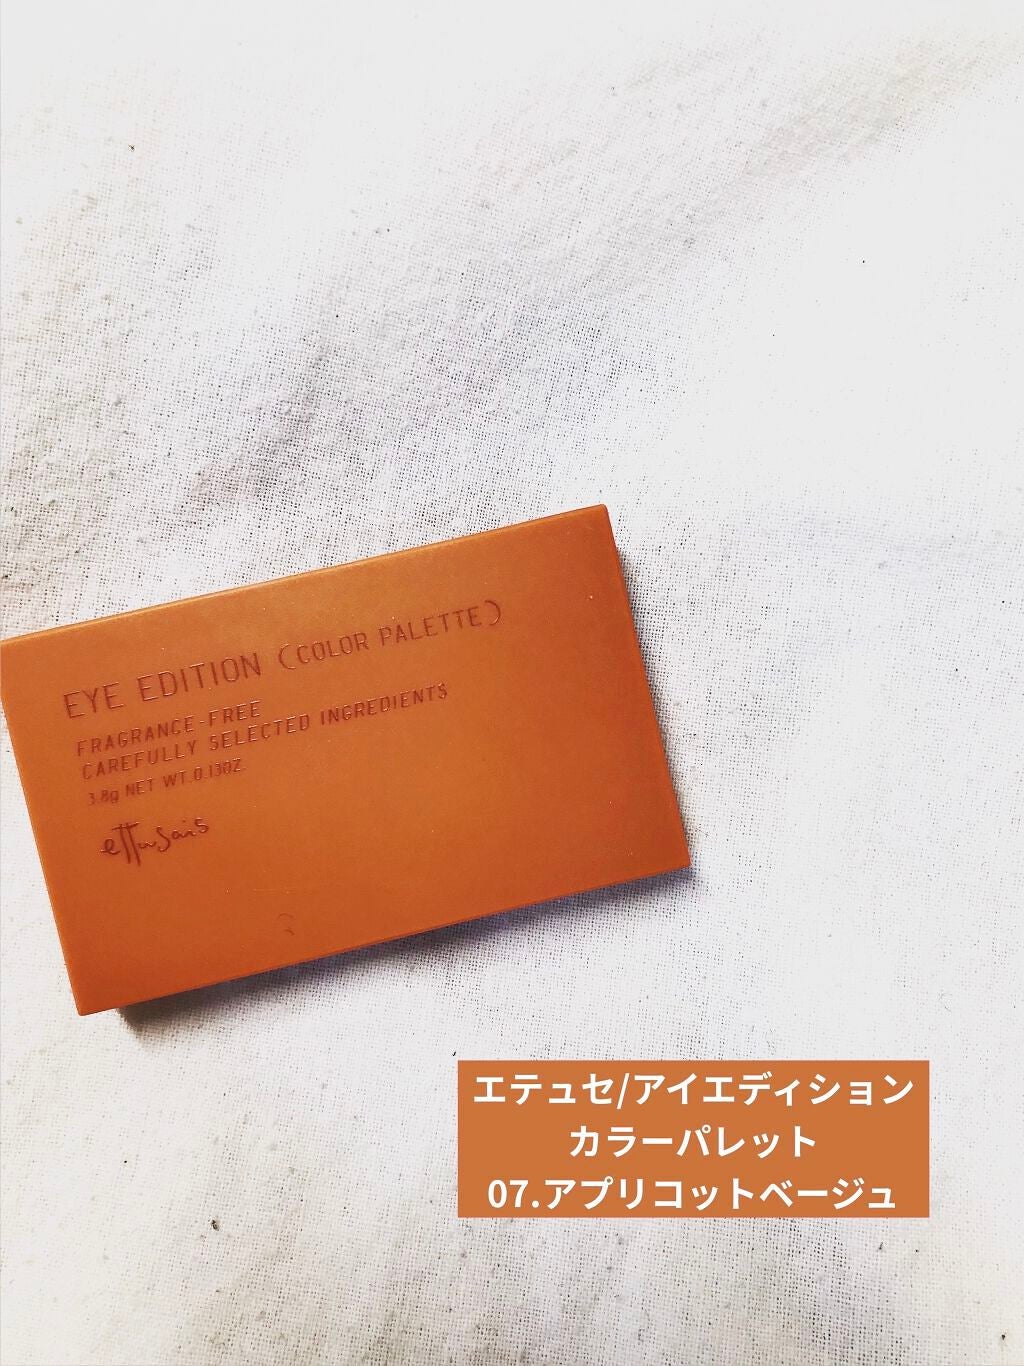 EYE EDITION (COLOR PALETTE)
FRAGRANCE-FREE
CAREFULLY SELECTED INGREDIENTS
3.8g NET WT.0.13OZ.
ettusais
エテュセ/アイエディション
カラーパレット
07.アプリコットベージュ